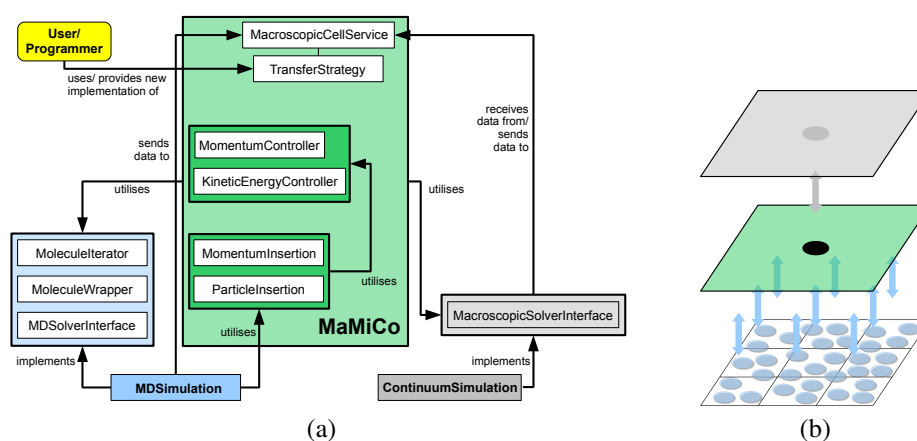 User/
Programmer
MacroscopicCellService
TransferStrategy
uses/ provides new
implementation of
receives
data from/
sends
data to
sends
data to
MomentumController
KineticEnergyController
utilises
utilises
MoleculeIterator
MoleculeWrapper
MDSolverInterface
MomentumInsertion
ParticleInsertion
utilises
utilises
MaMiCo
MacroscopicSolverInterface
implements
implements
MDSimulation
ContinuumSimulation
(a)
(b)